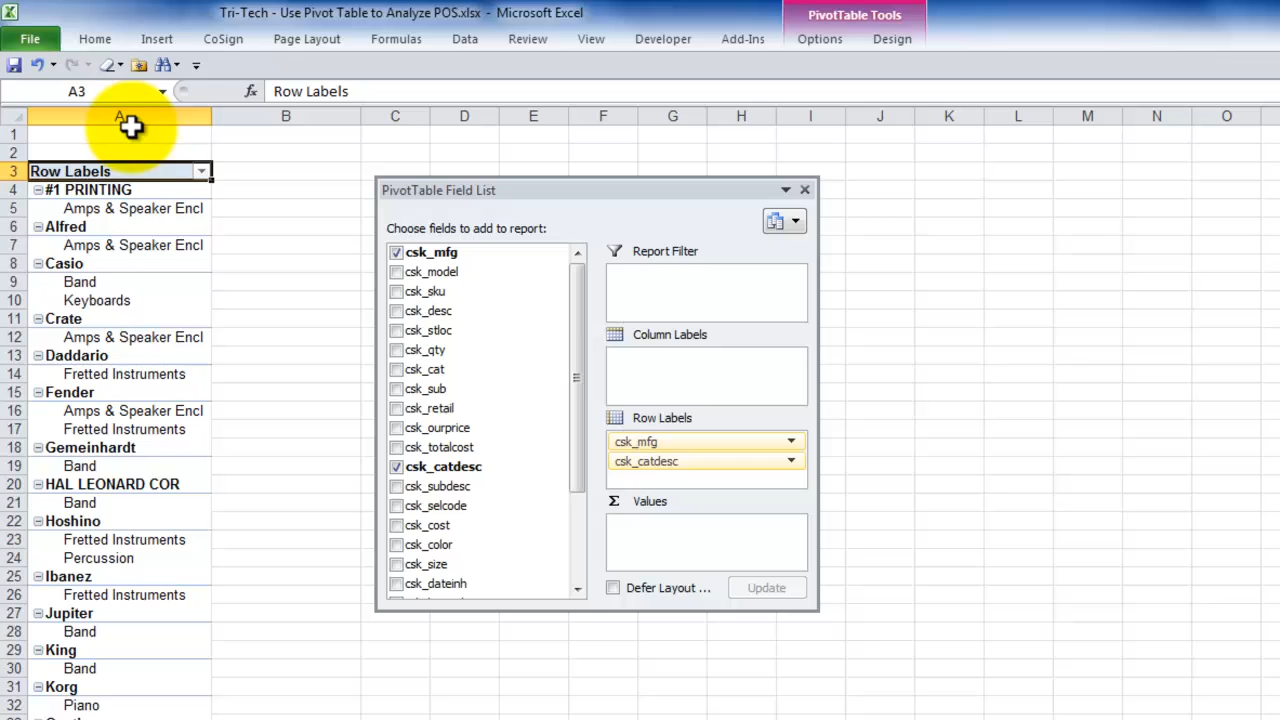 Tri-Tech - Use Pivot Table to Analyze POS.xlsx - Microsoft Excel
PivotTable Tools
File Home Insert CoSign Page Layout Formulas Data Review View Developer Add-Ins Options Design
A3 fx Row Labels
A B C D E F G H I J K L M N O
1
2
3 Row Labels
4 #1 PRINTING
5 Amps & Speaker Encl
6 Alfred
7 Amps & Speaker Encl
8 Casio
9 Band
10 Keyboards
11 Crate
12 Amps & Speaker Encl
13 Daddario
14 Fretted Instruments
15 Fender
16 Amps & Speaker Encl
17 Fretted Instruments
18 Gemeinhardt
19 Band
20 HAL LEONARD COR
21 Band
22 Hoshino
23 Fretted Instruments
24 Percussion
25 Ibanez
26 Fretted Instruments
27 Jupiter
28 Band
29 King
30 Band
31 Korg
32 Piano
PivotTable Field List
Choose fields to add to report:
csk_mfg
csk_model
csk_sku
csk_desc
csk_stloc
csk_qty
csk_cat
csk_sub
csk_retail
csk_ourprice
csk_totalcost
csk_catdesc
csk_subdesc
csk_selcode
csk_cost
csk_color
csk_size
csk_dateinh
Report Filter
Column Labels
Row Labels
csk_mfg
csk_catdesc
Σ Values
Defer Layout ... Update